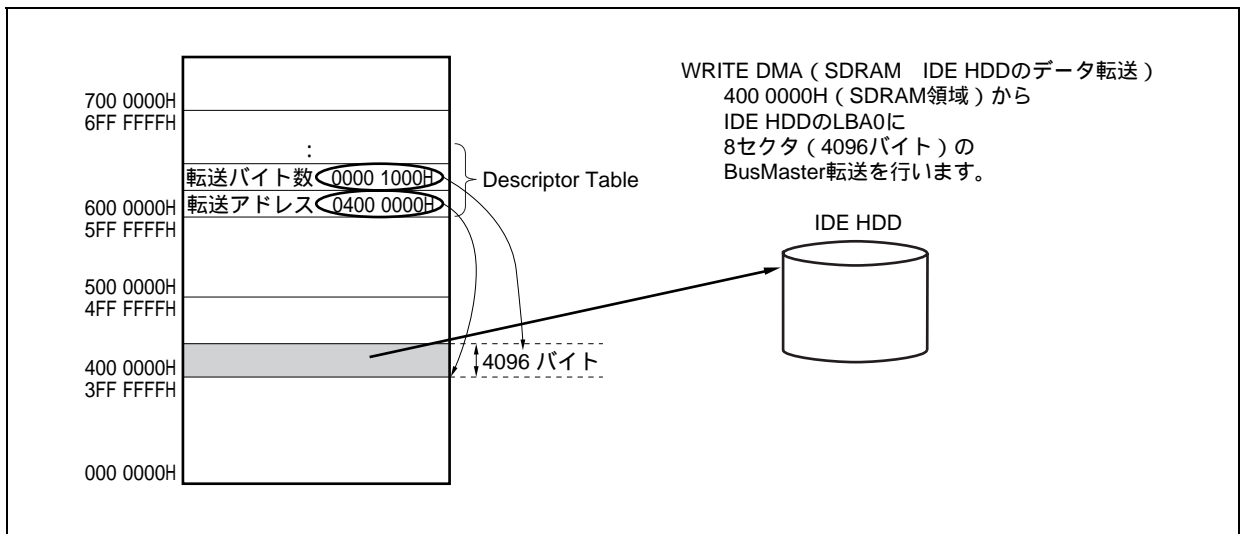 WRITE DMA(SDRAM IDE HDDのデータ転送)
400 0000H(SDRAM領域)から
IDE HDDのLBA0に
8セクタ(4096バイト)の
BusMaster転送を行います。
700 0000H
6FF FFFFH
:
転送バイト数 0000 1000H
Descriptor Table
転送アドレス 0400 0000H
600 0000H
5FF FFFFH
IDE HDD
500 0000H
4FF FFFFH
4096 バイト
400 0000H
3FF FFFFH
000 0000H